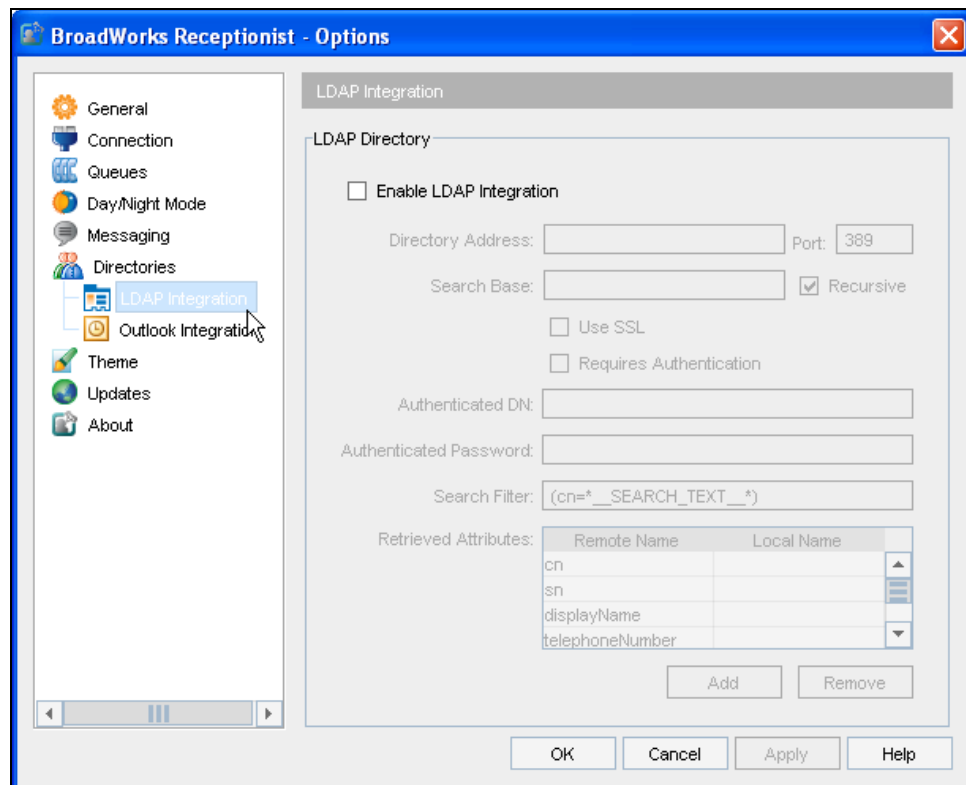 BroadWorks Receptionist - Options
General
Connection
Queues
Day/Night Mode
Messaging
Directories
LDAP Integration
Outlook Integration
Theme
Updates
About
LDAP Integration
LDAP Directory
Enable LDAP Integration
Directory Address: Port: 389
Search Base: Recursive
Use SSL
Requires Authentication
Authenticated DN:
Authenticated Password:
Search Filter: (cn=*__SEARCH_TEXT__*)
Retrieved Attributes: Remote Name Local Name
cn
sn
displayName
telephoneNumber
Add Remove
OK Cancel Apply Help